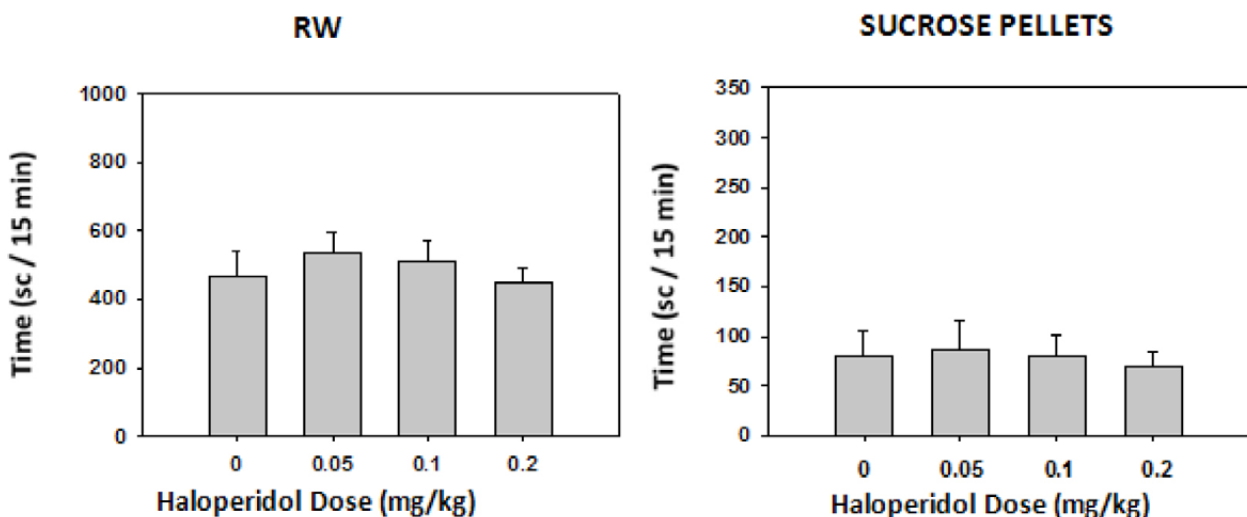 RW
Time (sc / 15 min)
1000
800
600
400
200
0
0 0.05 0.1 0.2
Haloperidol Dose (mg/kg)
SUCROSE PELLETS
Time (sc / 15 min)
350
300
250
200
150
100
50
0
0 0.05 0.1 0.2
Haloperidol Dose (mg/kg)